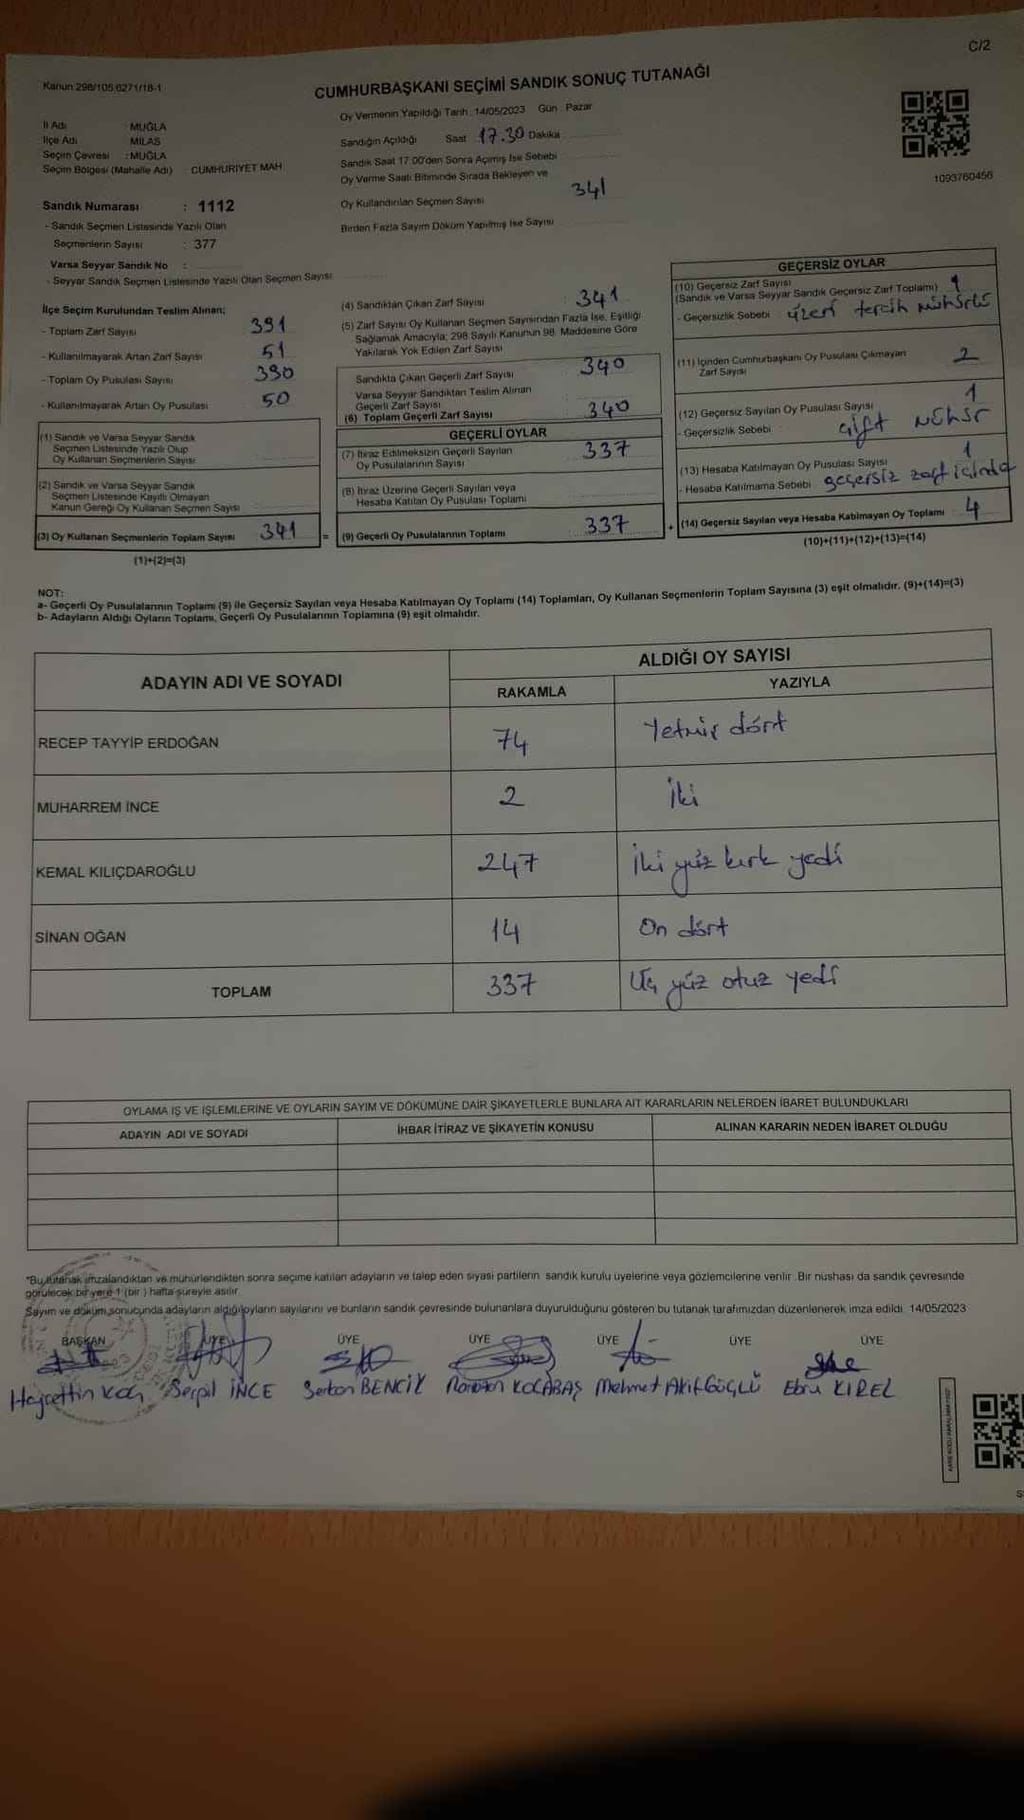 C/2
Kanun 298/105.6271/18-1
CUMHURBAŞKANI SEÇİMİ SANDIK SONUÇ TUTANAĞI
Oy Vermenin Yapıldığı Tarih : 14/05/2023 Gün : Pazar
İl Adı : MUĞLA
İlçe Adı : MİLAS
Seçim Çevresi : MUĞLA
Seçim Bölgesi (Mahalle Adı) : CUMHURİYET MAH
Sandık Numarası : 1112
- Sandık Seçmen Listesinde Yazılı Olan
Seçmenlerin Sayısı : 377
Varsa Seyyar Sandık No :
- Seyyar Sandık Seçmen Listesinde Yazılı Olan Seçmen Sayısı
Sandığın Açıldığı Saat 17.30 Dakika
Sandık Saat 17:00'den Sonra Açılmış İse Sebebi
Oy Verme Saati Bitiminde Sırada Bekleyen ve
Oy Kullandırılan Seçmen Sayısı 341
Birden Fazla Sayım Döküm Yapılmış İse Sayısı
1093760456
İlçe Seçim Kurulundan Teslim Alınan;
- Toplam Zarf Sayısı 391
- Kullanılmayarak Artan Zarf Sayısı 51
- Toplam Oy Pusulası Sayısı 390
- Kullanılmayarak Artan Oy Pusulası 50
(1) Sandık ve Varsa Seyyar Sandık
Seçmen Listesinde Yazılı Olup
Oy Kullanan Seçmenlerin Sayısı
(2) Sandık ve Varsa Seyyar Sandık
Seçmen Listesinde Kayıtlı Olmayan
Kanun Gereği Oy Kullanan Seçmen Sayısı
(3) Oy Kullanan Seçmenlerin Toplam Sayısı 341
(1)+(2)=(3)
(4) Sandıktan Çıkan Zarf Sayısı 341
(5) Zarf Sayısı Oy Kullanan Seçmen Sayısından Fazla İse, Eşitliği
Sağlamak Amacıyla; 298 Sayılı Kanunun 98. Maddesine Göre
Yakılarak Yok Edilen Zarf Sayısı
Sandıkta Çıkan Geçerli Zarf Sayısı 340
Varsa Seyyar Sandıktan Teslim Alınan
Geçerli Zarf Sayısı
(6) Toplam Geçerli Zarf Sayısı 340
GEÇERLİ OYLAR
(7) İtiraz Edilmeksizin Geçerli Sayılan
Oy Pusulalarının Sayısı 337
(8) İtiraz Üzerine Geçerli Sayılan veya
Hesaba Katılan Oy Pusulası Toplamı
= (9) Geçerli Oy Pusulalarının Toplamı 337
GEÇERSİZ OYLAR
(10) Geçersiz Zarf Sayısı
(Sandık ve Varsa Seyyar Sandık Geçersiz Zarf Toplamı) 1
- Geçersizlik Sebebi üzeri tercih mühürlü
(11) İçinden Cumhurbaşkanı Oy Pusulası Çıkmayan
Zarf Sayısı 2
(12) Geçersiz Sayılan Oy Pusulası Sayısı 1
- Geçersizlik Sebebi Çift mühür
(13) Hesaba Katılmayan Oy Pusulası Sayısı 1
- Hesaba Katılmama Sebebi geçersiz zarf içinde
+ (14) Geçersiz Sayılan veya Hesaba Katılmayan Oy Toplamı 4
(10)+(11)+(12)+(13)=(14)
NOT:
a- Geçerli Oy Pusulalarının Toplamı (9) ile Geçersiz Sayılan veya Hesaba Katılmayan Oy Toplamı (14) Toplamları, Oy Kullanan Seçmenlerin Toplam Sayısına (3) eşit olmalıdır. (9)+(14)=(3)
b- Adayların Aldığı Oyların Toplamı, Geçerli Oy Pusulalarının Toplamına (9) eşit olmalıdır.
ADAYIN ADI VE SOYADI
ALDIĞI OY SAYISI
RAKAMLA YAZIYLA
RECEP TAYYİP ERDOĞAN 74 Yetmiş dört
MUHARREM İNCE 2 İki
KEMAL KILIÇDAROĞLU 247 İki yüz kırk yedi
SİNAN OĞAN 14 On dört
TOPLAM 337 Üç yüz otuz yedi
OYLAMA İŞ VE İŞLEMLERİNE VE OYLARIN SAYIM VE DÖKÜMÜNE DAİR ŞİKAYETLERLE BUNLARA AİT KARARLARIN NELERDEN İBARET BULUNDUKLARI
ADAYIN ADI VE SOYADI İHBAR İTİRAZ VE ŞİKAYETİN KONUSU ALINAN KARARIN NEDEN İBARET OLDUĞU
*Bu tutanak imzalandıktan ve mühürlendikten sonra seçime katılan adayların ve talep eden siyasi partilerin sandık kurulu üyelerine veya gözlemcilerine verilir. Bir nüshası da sandık çevresinde
görülecek bir yere 1 (bir) hafta süreyle asılır.
Sayım ve döküm sonucunda adayların aldığı oyların sayılarını ve bunların sandık çevresinde bulunanlara duyurulduğunu gösteren bu tutanak tarafımızdan düzenlenerek imza edildi. 14/05/2023
BAŞKAN ÜYE ÜYE ÜYE ÜYE ÜYE ÜYE
Hayrettin Koç Serpil İNCE Serkan BENCİK Ramazan KOCABAŞ Mehmet Akif GÜÇLÜ Ebru KIREL